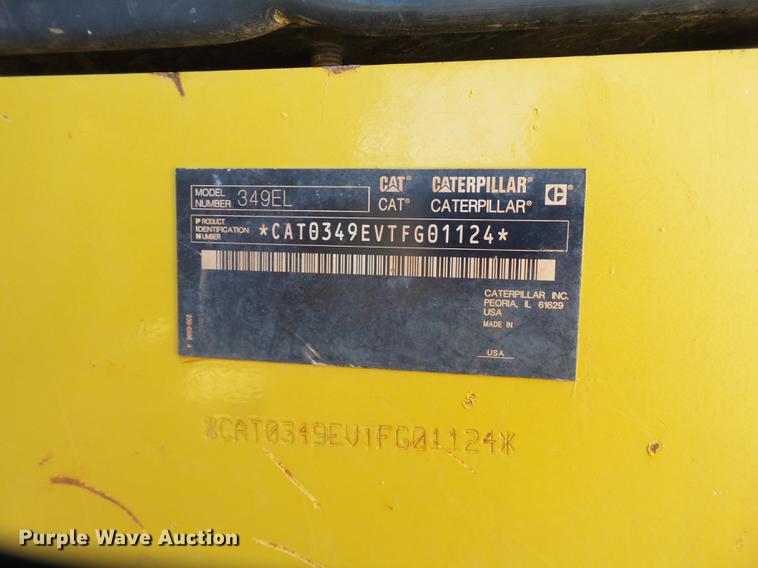 MODEL NUMBER 349EL
CAT® CATERPILLAR®
CAT® CATERPILLAR®
PRODUCT IDENTIFICATION NUMBER *CAT0349EVTFG01124*
CATERPILLAR INC.
PEORIA, IL 61629
USA
MADE IN
USA
*CAT0349EVTFG01124*
Purple Wave Auction